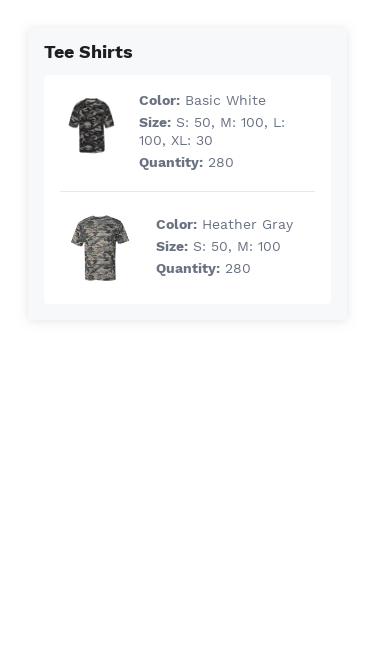 Tee Shirts
Color: Basic White
Size: S: 50, M: 100, L:
100, XL: 30
Quantity: 280
Color: Heather Gray
Size: S: 50, M: 100
Quantity: 280